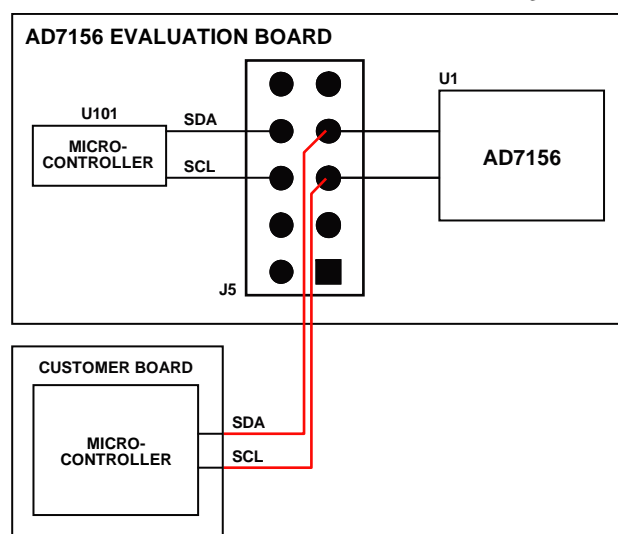 AD7156 EVALUATION BOARD
U1
U101
SDA
MICRO-
CONTROLLER
AD7156
SCL
J5
CUSTOMER BOARD
SDA
MICRO-
CONTROLLER
SCL